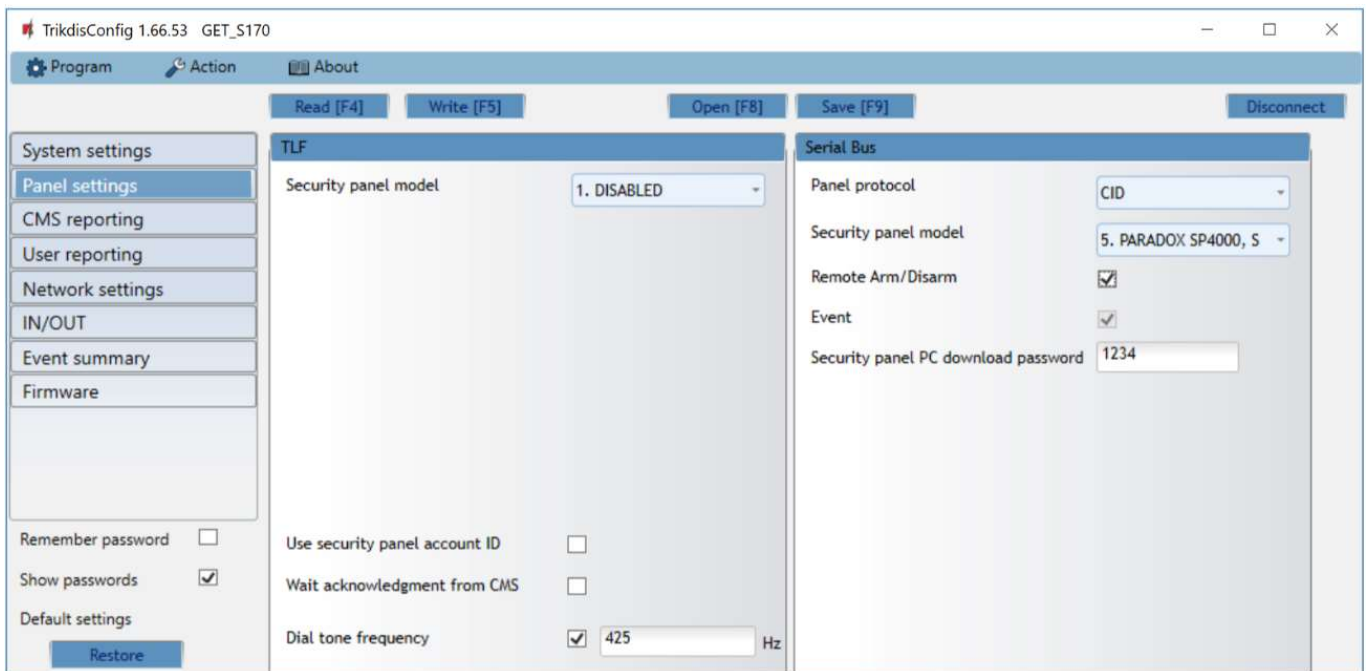 TrikdisConfig 1.66.53 GET_S170
Program Action About
Read [F4] Write [F5] Open [F8] Save [F9] Disconnect
System settings
Panel settings
CMS reporting
User reporting
Network settings
IN/OUT
Event summary
Firmware
Remember password
Show passwords
Default settings
Restore
TLF
Security panel model 1. DISABLED
Use security panel account ID
Wait acknowledgment from CMS
Dial tone frequency 425 Hz
Serial Bus
Panel protocol CID
Security panel model 5. PARADOX SP4000, S
Remote Arm/Disarm
Event
Security panel PC download password 1234